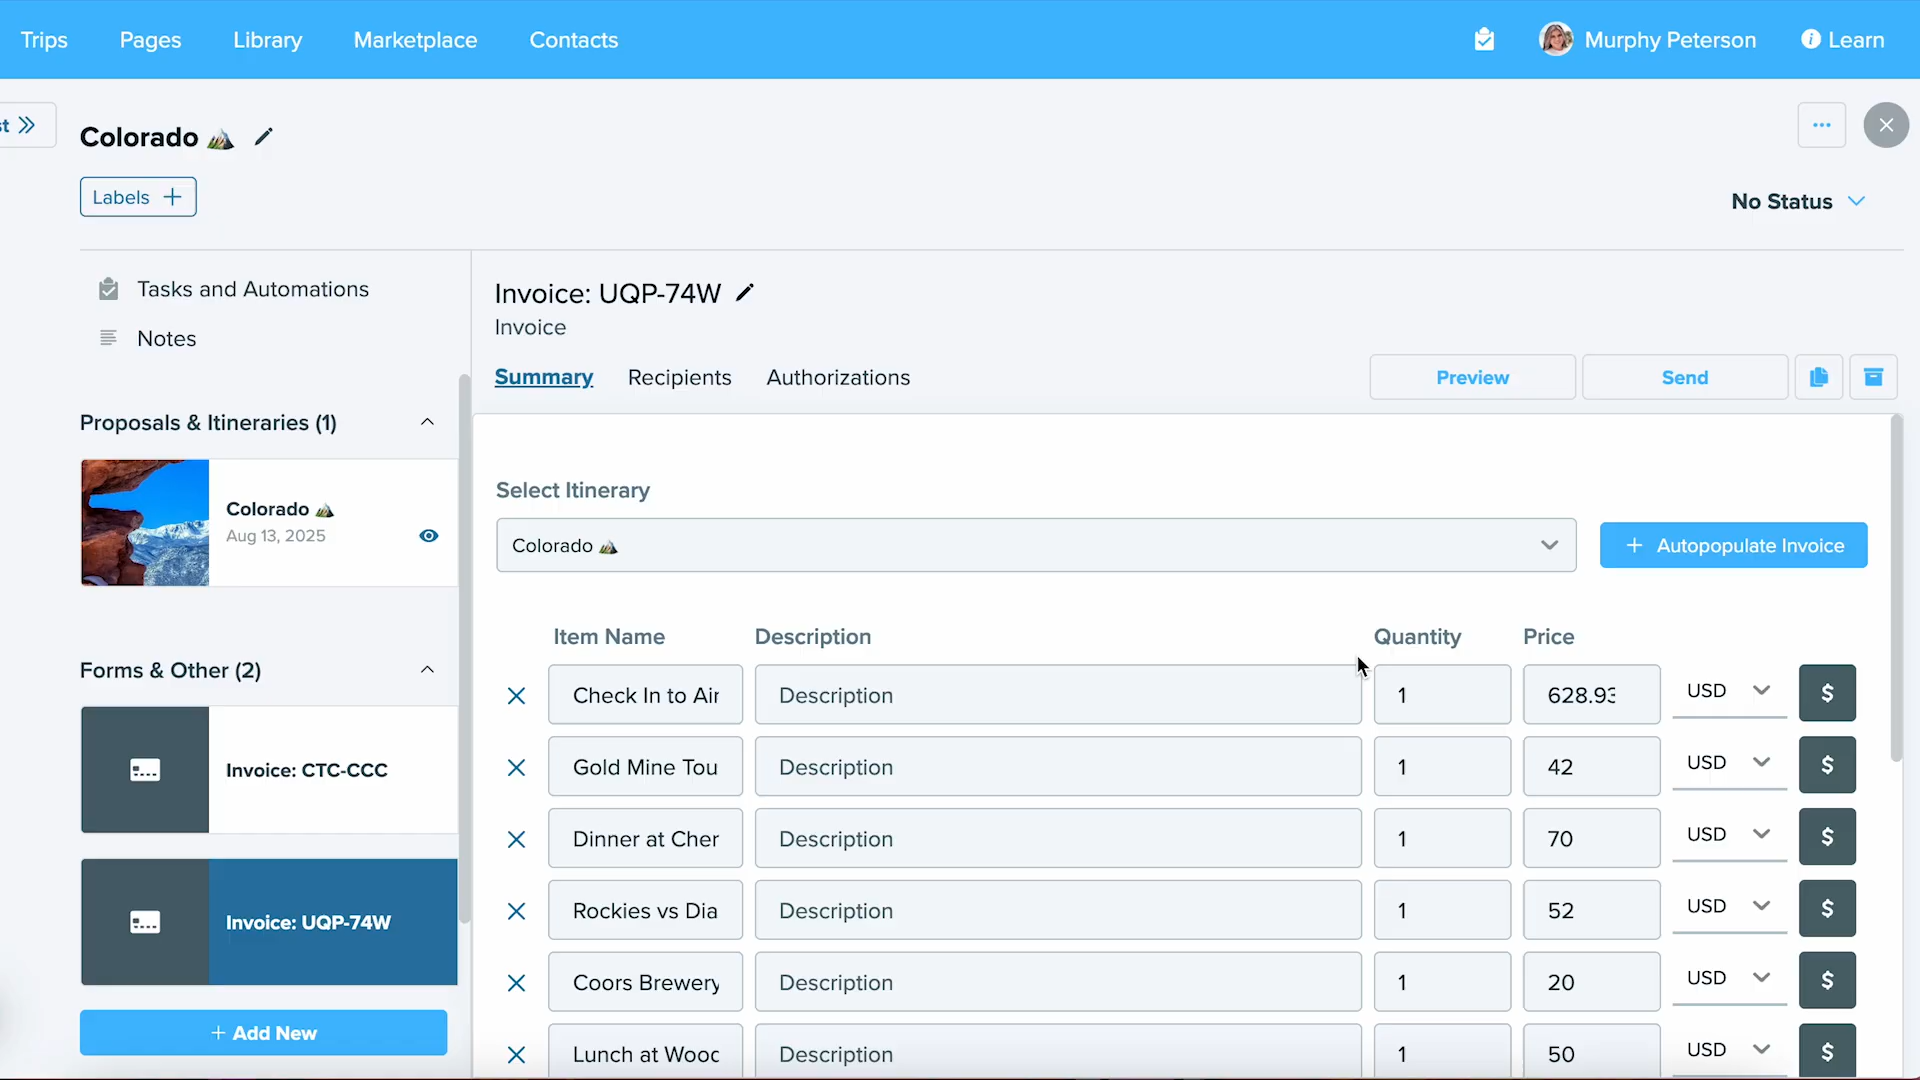 Trips Pages Library Marketplace Contacts Murphy Peterson Learn
st
Colorado
Labels
No Status
Tasks and Automations
Notes
Proposals & Itineraries (1)
Colorado
Aug 13, 2025
Forms & Other (2)
Invoice: CTC-CCC
Invoice: UQP-74W
+ Add New
Invoice: UQP-74W
Invoice
Summary Recipients Authorizations Preview Send
Select Itinerary
Colorado
+ Autopopulate Invoice
Item Name Description Quantity Price
Check In to Air Description 1 628.93 USD $
Gold Mine Tou Description 1 42 USD $
Dinner at Cher Description 1 70 USD $
Rockies vs Dia Description 1 52 USD $
Coors Brewery Description 1 20 USD $
Lunch at Wooc Description 1 50 USD $